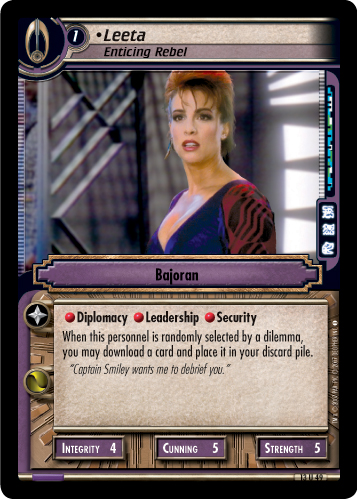 1
•Leeta
Enticing Rebel
Bajoran
Diplomacy Leadership Security
When this personnel is randomly selected by a dilemma,
you may download a card and place it in your discard pile.
"Captain Smiley wants me to debrief you."
INTEGRITY 4 CUNNING 5 STRENGTH 5